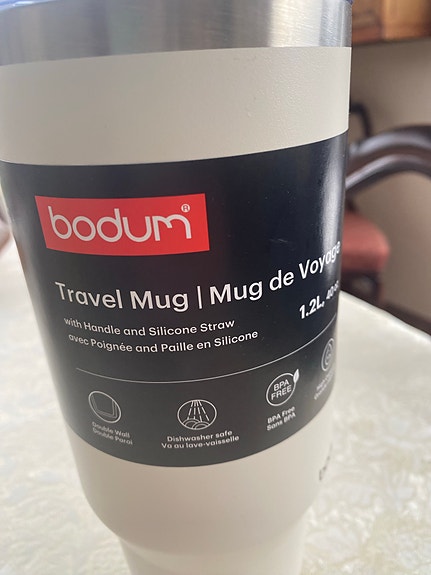 bodum®
Travel Mug | Mug de Voyage
1.2L, 40
with Handle and Silicone Straw
avec Poignée and Paille en Silicone
Double Wall
Double Paroi
Dishwasher safe
Va au lave-vaisselle
BPA
FREE
BPA Free
Sans BPA